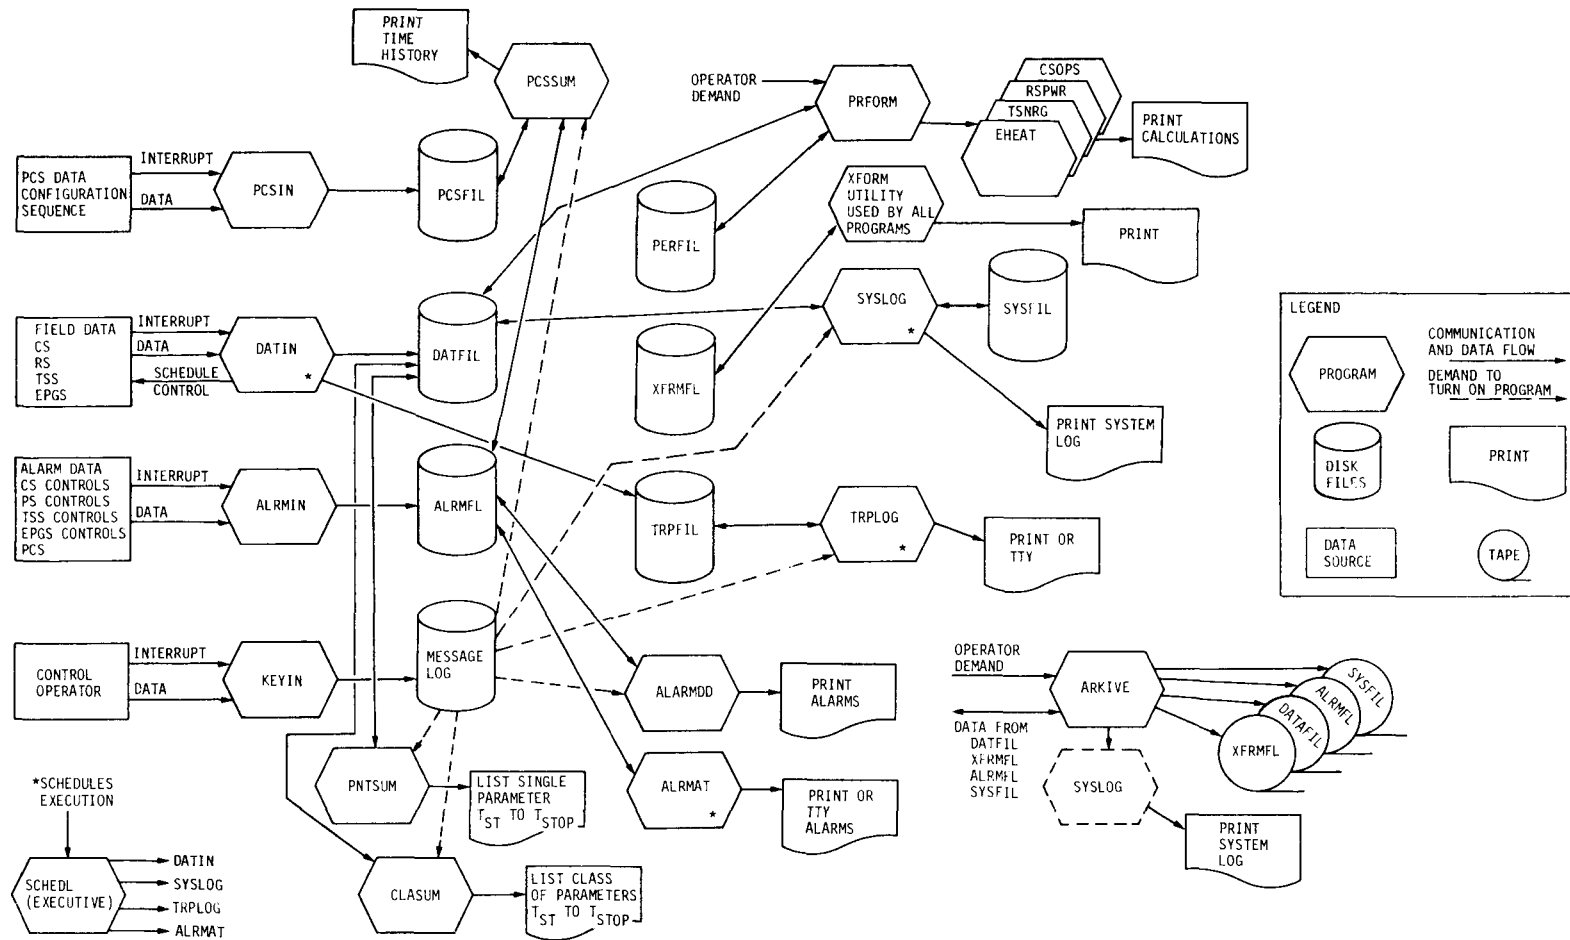 PRINT
TIME
HISTORY
PCSSUM
OPERATOR
DEMAND
PRFORM
CSOPS
RSPWR
TSNRG
EHEAT
PRINT
CALCULATIONS
PCS DATA
CONFIGURATION
SEQUENCE
INTERRUPT
DATA
PCSIN
PCSFIL
PERFIL
XFORM
UTILITY
USED BY ALL
PROGRAMS
PRINT
FIELD DATA
CS
RS
TSS
EPGS
INTERRUPT
DATA
SCHEDULE
CONTROL
DATIN
*
DATFIL
XFRMFL
SYSLOG
*
SYSFIL
PRINT SYSTEM
LOG
ALARM DATA
CS CONTROLS
PS CONTROLS
TSS CONTROLS
EPGS CONTROLS
PCS
INTERRUPT
DATA
ALRMIN
ALRMFL
TRPFIL
TRPLOG
*
PRINT OR
TTY
CONTROL
OPERATOR
INTERRUPT
DATA
KEYIN
MESSAGE
LOG
ALARMDD
PRINT
ALARMS
PNTSUM
LIST SINGLE
PARAMETER
TST TO TSTOP
ALRMAT
*
PRINT OR
TTY
ALARMS
CLASUM
LIST CLASS
OF PARAMETERS
TST TO TSTOP
*SCHEDULES
EXECUTION
SCHEDL
(EXECUTIVE)
DATIN
SYSLOG
TRPLOG
ALRMAT
LEGEND
PROGRAM
COMMUNICATION
AND DATA FLOW
DEMAND TO
TURN ON PROGRAM
DISK
FILES
PRINT
DATA
SOURCE
TAPE
OPERATOR
DEMAND
ARKIVE
DATA FROM
DATFIL
XFRMFL
ALRMFL
SYSFIL
SYSLOG
PRINT
SYSTEM
LOG
SYSFIL
ALRMFL
DATAFIL
XFRMFL